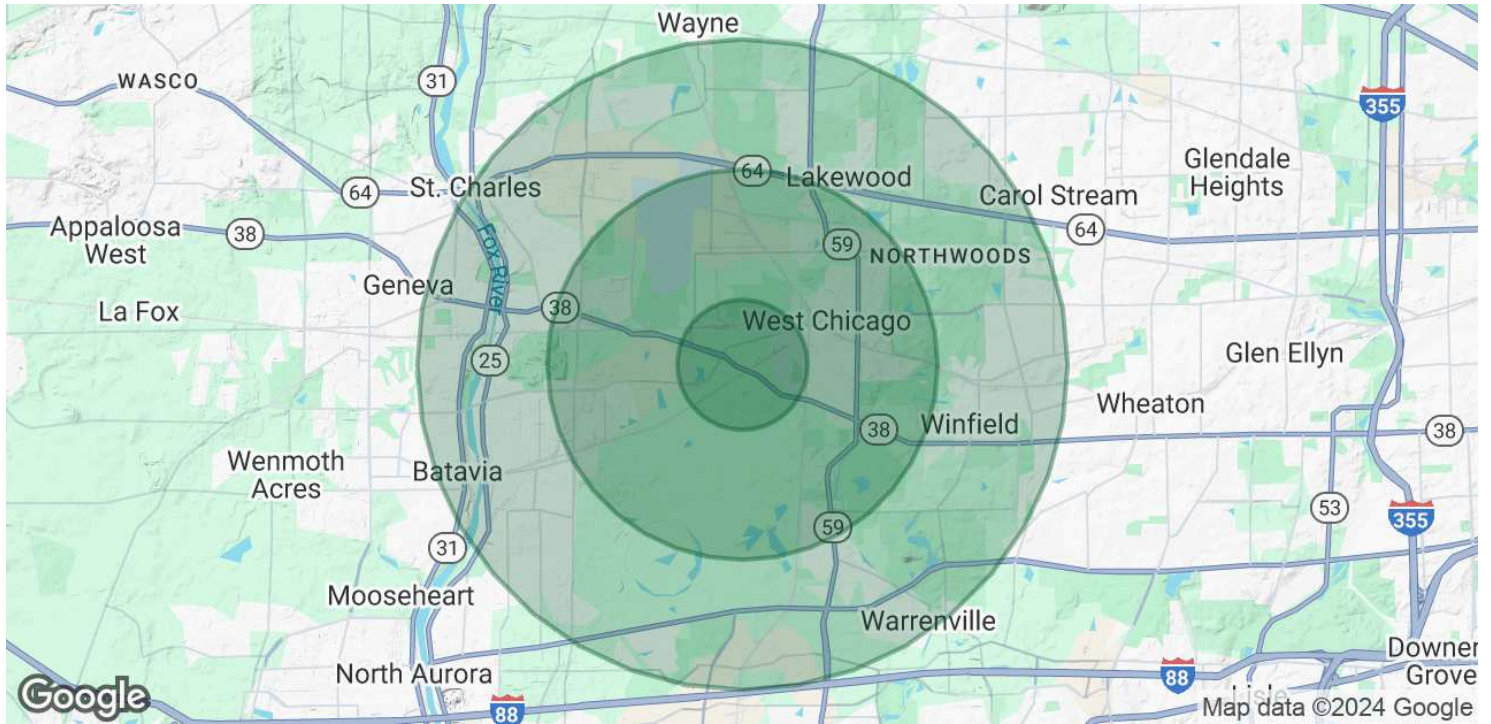 Wayne
WASCO
31
355
64
Lakewood
Glendale
Heights
64
St. Charles
Carol Stream
Appaloosa
West
38
Fox River
59
64
NORTHWOODS
Geneva
La Fox
38
West Chicago
25
Glen Ellyn
Wheaton
38
Winfield
38
Wenmoth
Acres
Batavia
53
355
59
31
Mooseheart
Warrenville
Downer
Grove
North Aurora
88
Lisle
Google
88
Map data ©2024 Google